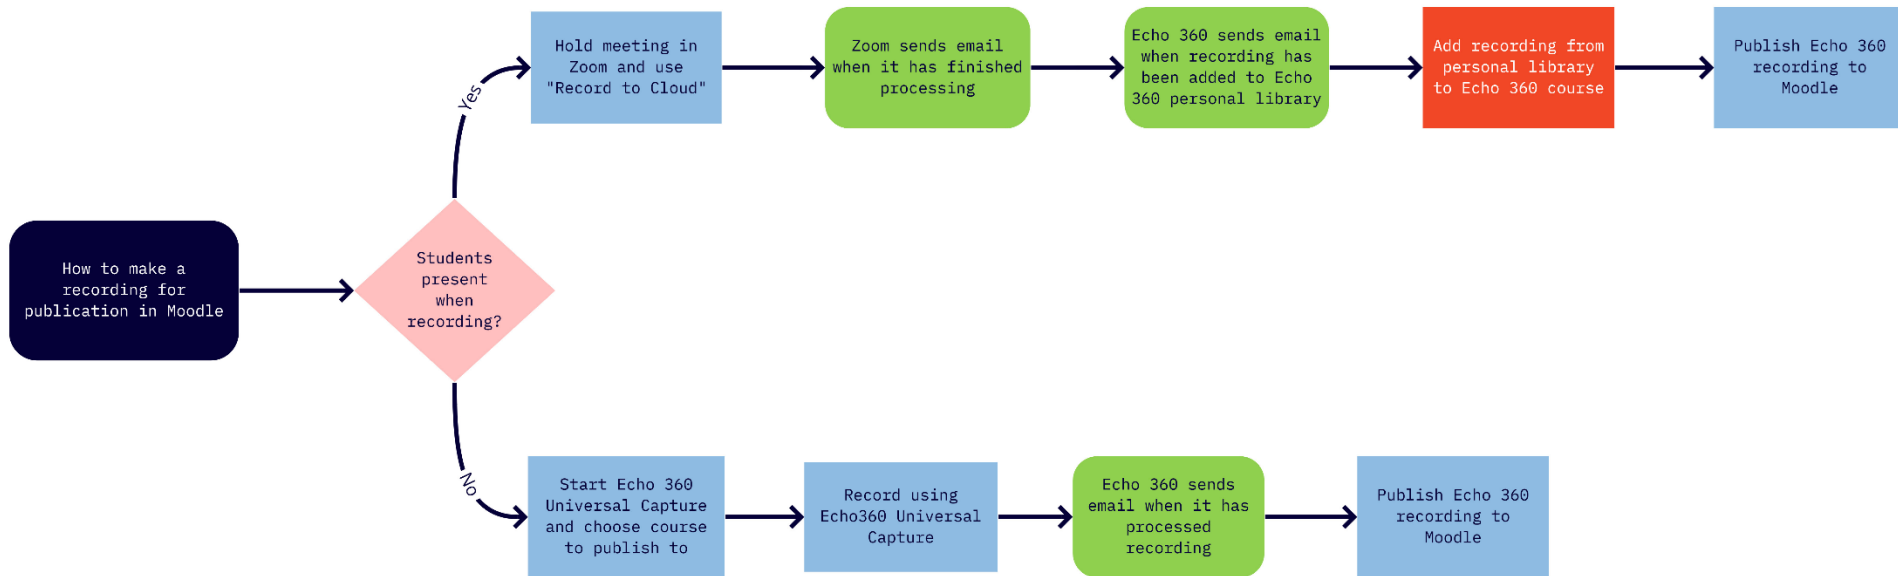 How to make a
recording for
publication in Moodle
Students
present
when
recording?
Yes
Hold meeting in
Zoom and use
"Record to Cloud"
Zoom sends email
when it has finished
processing
Echo 360 sends email
when recording has
been added to Echo
360 personal library
Add recording from
personal library
to Echo 360 course
Publish Echo 360
recording to
Moodle
No
Start Echo 360
Universal Capture
and choose course
to publish to
Record using
Echo360 Universal
Capture
Echo 360 sends
email when it has
processed
recording
Publish Echo 360
recording to
Moodle